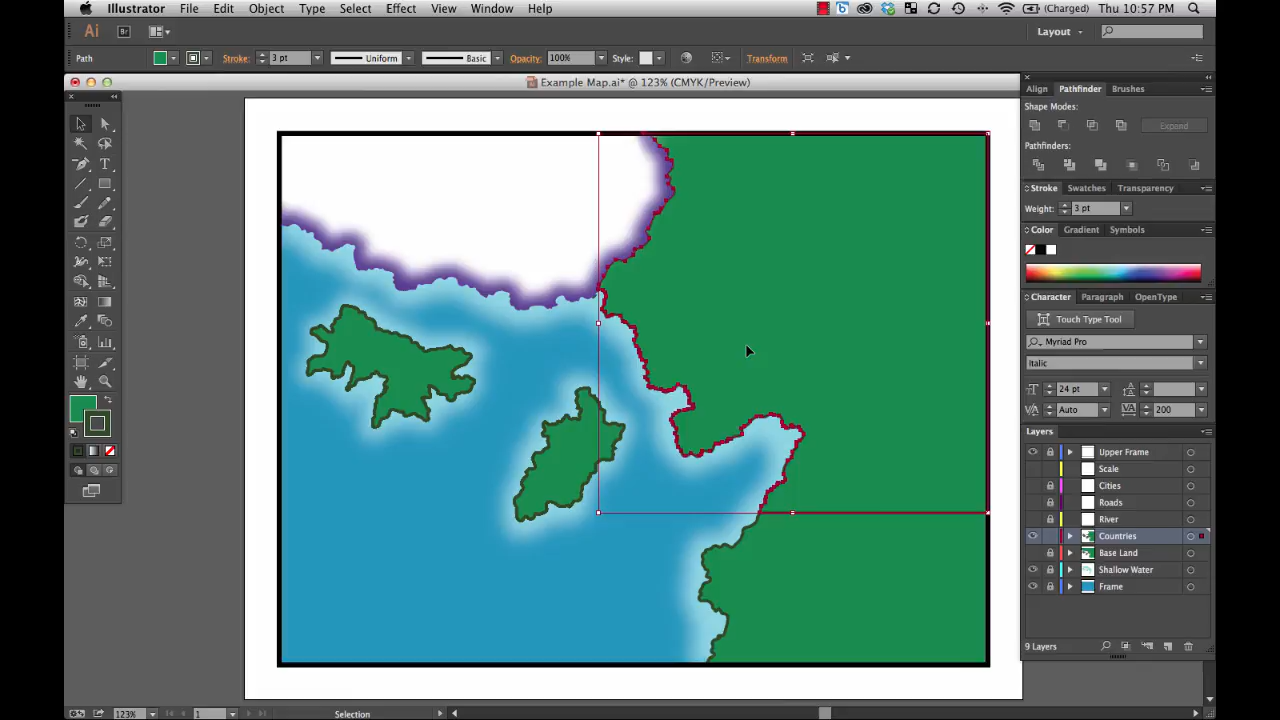 Illustrator File Edit Object Type Select Effect View Window Help (Charged) Thu 10:57 PM
Ai Br Layout
Path Stroke: 3 pt Uniform Basic Opacity: 100% Style: Transform
Example Map.ai* @ 123% (CMYK/Preview)
Align Pathfinder Brushes
Shape Modes:
Expand
Pathfinders:
Stroke Swatches Transparency
Weight: 3 pt
Color Gradient Symbols
Character Paragraph OpenType
Touch Type Tool
Myriad Pro
Italic
24 pt
Auto 200
Layers
Upper Frame
Scale
Cities
Roads
River
Countries
Base Land
Shallow Water
Frame
9 Layers
123% 1 Selection